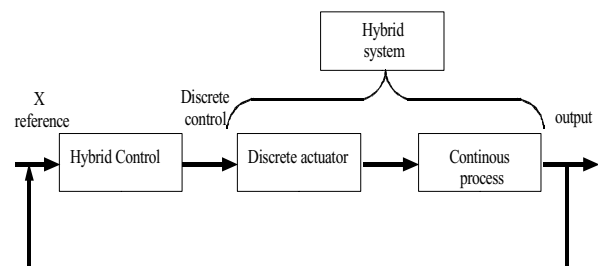 Hybrid
system
X
reference
Discrete
control
output
Hybrid Control
Discrete actuator
Continous
process